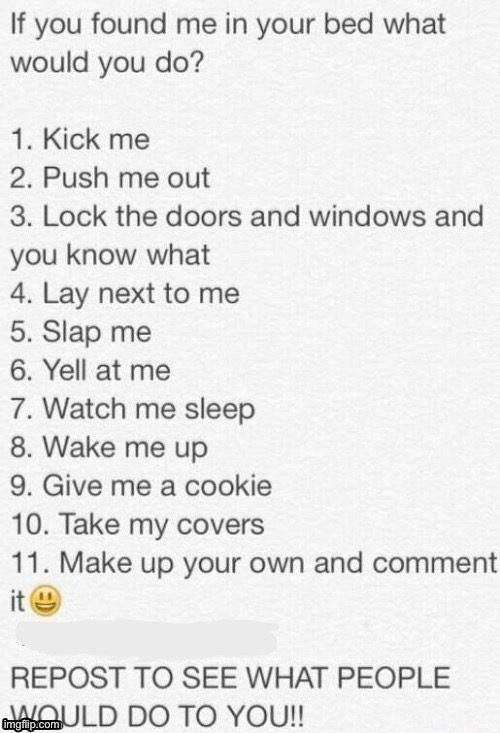 If you found me in your bed what
would you do?
1. Kick me
2. Push me out
3. Lock the doors and windows and
you know what
4. Lay next to me
5. Slap me
6. Yell at me
7. Watch me sleep
8. Wake me up
9. Give me a cookie
10. Take my covers
11. Make up your own and comment
it😃
REPOST TO SEE WHAT PEOPLE
WOULD DO TO YOU!!
imgflip.com